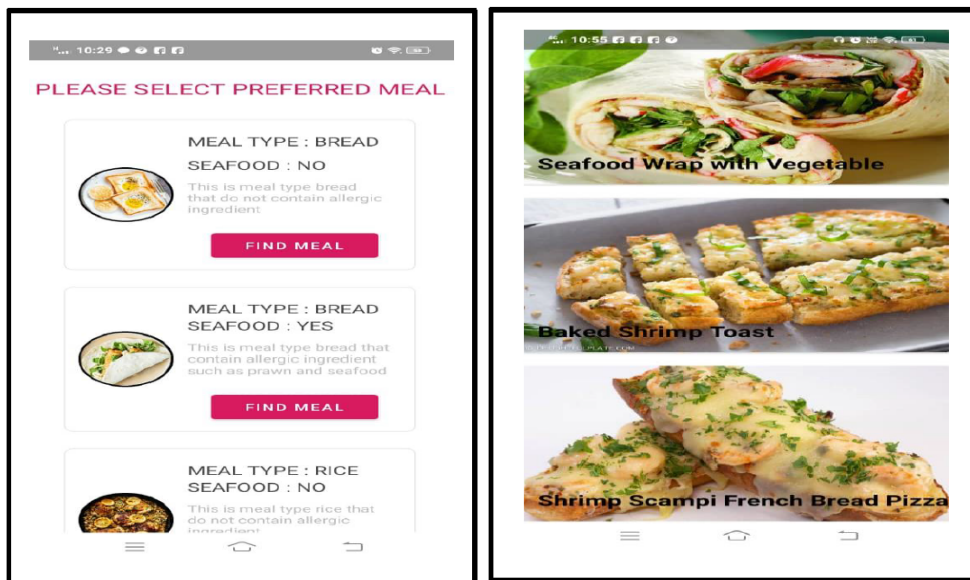 10:29
PLEASE SELECT PREFERRED MEAL
MEAL TYPE : BREAD
SEAFOOD : NO
This is meal type bread
that do not contain allergic
ingredient
FIND MEAL
MEAL TYPE : BREAD
SEAFOOD : YES
This is meal type bread that
contain allergic ingredient
such as prawn and seafood
FIND MEAL
MEAL TYPE : RICE
SEAFOOD : NO
This is meal type rice that
do not contain allergic
ingredient
10:55
Seafood Wrap with Vegetable
Baked Shrimp Toast
Shrimp Scampi French Bread Pizza